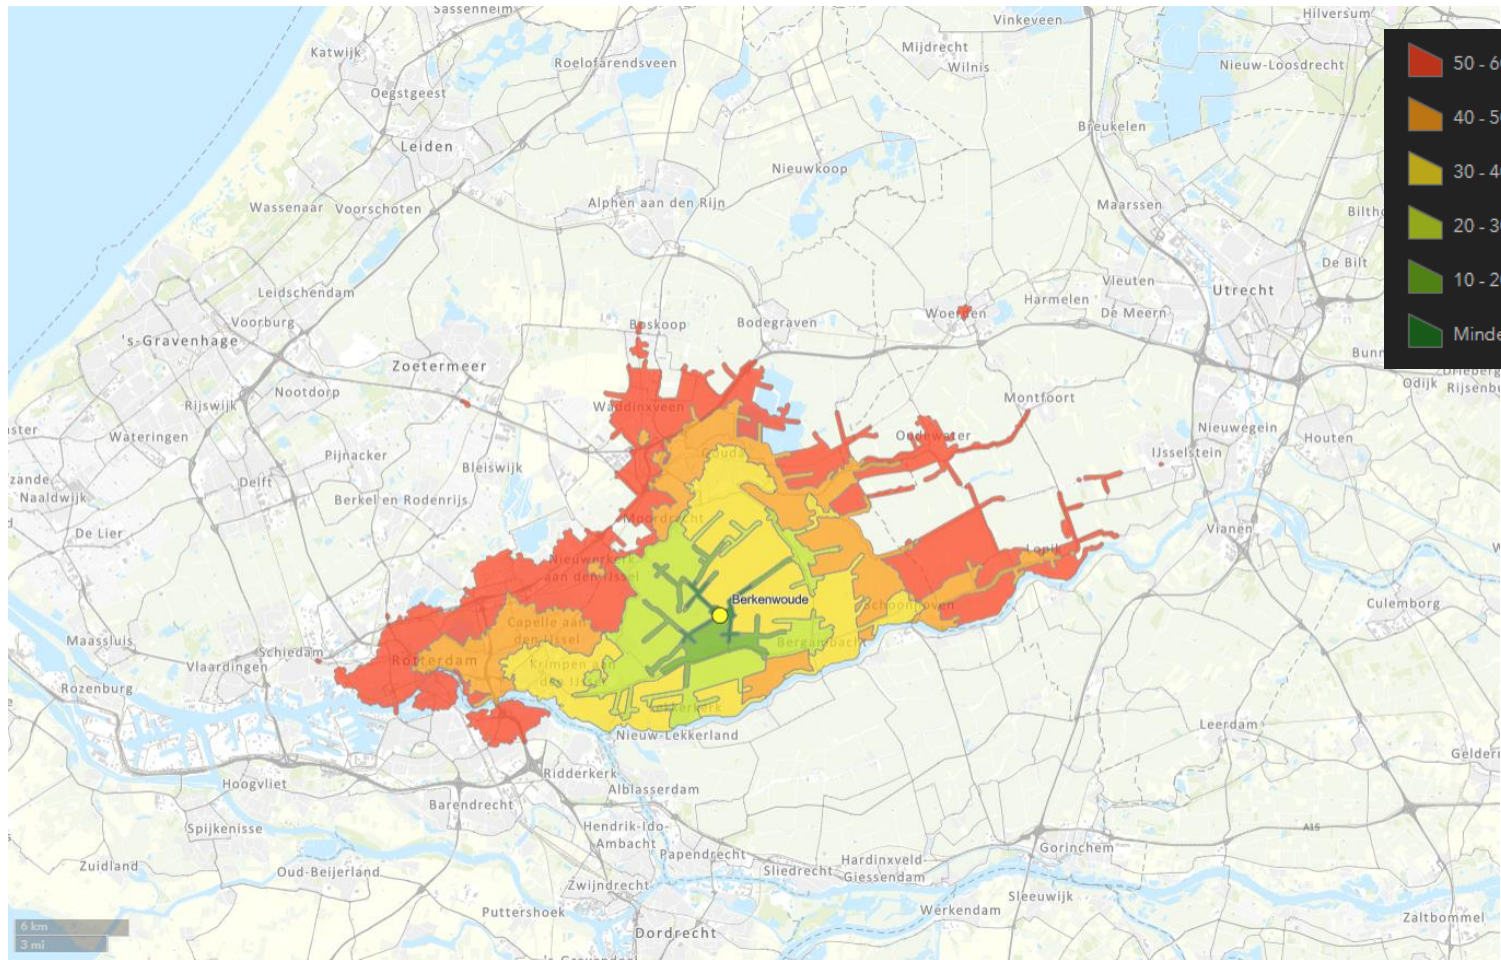 Sassenheim
Vinkeveen
Hilversum
Katwijk
Mijdrecht
Roelofarendsveen
Wilnis
Nieuw-Loosdrecht
50 - 6
Oegstgeest
40 - 5
Breukelen
Leiden
Nieuwkoop
30 - 4
Wassenaar
Voorschoten
Alphen aan den Rijn
Maarssen
Biltho
20 - 3
De Bilt
10 - 2
Vleuten
Leidschendam
Utrecht
Harmelen
De Meern
Woerden
Voorburg
Boskoop
Bodegraven
's-Gravenhage
Minde
Bunn
Zoetermeer
Odijk
Nootdorp
Rijswijk
Waddinxveen
Montfoort
Nieuwegein
Wateringen
Oudewater
Houten
Pijnacker
Gouda
IJsselstein
Bleiswijk
zande
Naaldwijk
Delft
Berkel en Rodenrijs
Moordrecht
Vianen
De Lier
Nieuwerkerk
aan den IJssel
Lopik
Berkenwoude
Culemborg
Schoonhoven
Capelle aan
den IJssel
Maassluis
Bergambacht
Schiedam
Vlaardingen
Rotterdam
Krimpen aan
den IJssel
Rozenburg
Lekkerkerk
Leerdam
Nieuw-Lekkerland
Ridderkerk
Hoogvliet
Alblasserdam
Barendrecht
Spijkenisse
Hendrik-Ido-
Ambacht
A15
Gorinchem
Papendrecht
Hardinxveld-
Giessendam
Zuidland
Oud-Beijerland
Sliedrecht
Zwijndrecht
Sleeuwijk
Puttershoek
Werkendam
Zaltbommel
6 km
Dordrecht
3 mi